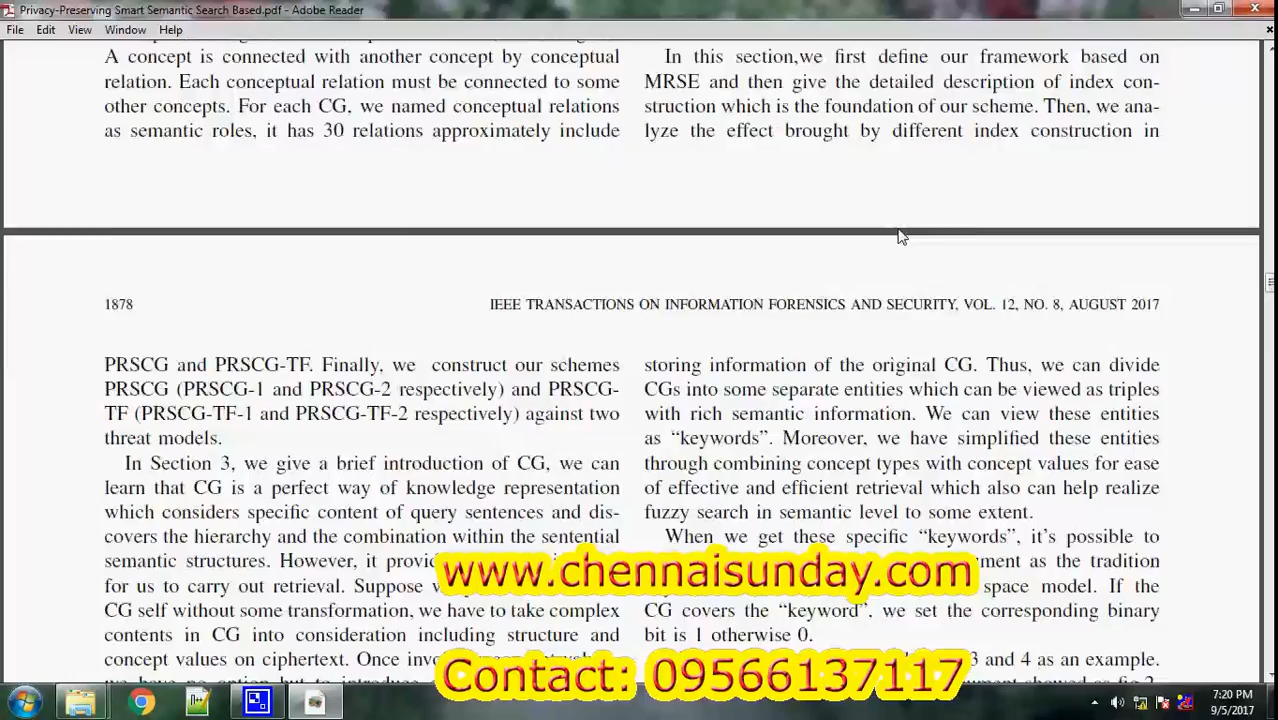 Privacy-Preserving Smart Semantic Search Based.pdf - Adobe Reader
File Edit View Window Help
A concept is connected with another concept by conceptual
relation. Each conceptual relation must be connected to some
other concepts. For each CG, we named conceptual relations
as semantic roles, it has 30 relations approximately include
In this section,we first define our framework based on
MRSE and then give the detailed description of index con-
struction which is the foundation of our scheme. Then, we ana-
lyze the effect brought by different index construction in
1878
IEEE TRANSACTIONS ON INFORMATION FORENSICS AND SECURITY, VOL. 12, NO. 8, AUGUST 2017
PRSCG and PRSCG-TF. Finally, we construct our schemes
PRSCG (PRSCG-1 and PRSCG-2 respectively) and PRSCG-
TF (PRSCG-TF-1 and PRSCG-TF-2 respectively) against two
threat models.
In Section 3, we give a brief introduction of CG, we can
learn that CG is a perfect way of knowledge representation
which considers specific content of query sentences and dis-
covers the hierarchy and the combination within the sentential
semantic structures. However, it
for us to carry out retrieval. Suppose
CG self without some transformation, we have to take complex
contents in CG into consideration including structure and
concept values on ciphertext. Once
storing information of the original CG. Thus, we can divide
CGs into some separate entities which can be viewed as triples
with rich semantic information. We can view these entities
as “keywords”. Moreover, we have simplified these entities
through combining concept types with concept values for ease
of effective and efficient retrieval which also can help realize
fuzzy search in semantic level to some extent.
When we get these specific “keywords”, it's possible to
as the tradition
space model. If the
CG covers the “keyword”, we set the corresponding binary
bit is 1 otherwise 0.
3 and 4 as an example.
www.chennaisunday.com
Contact: 09566137117
7:20 PM
9/5/2017